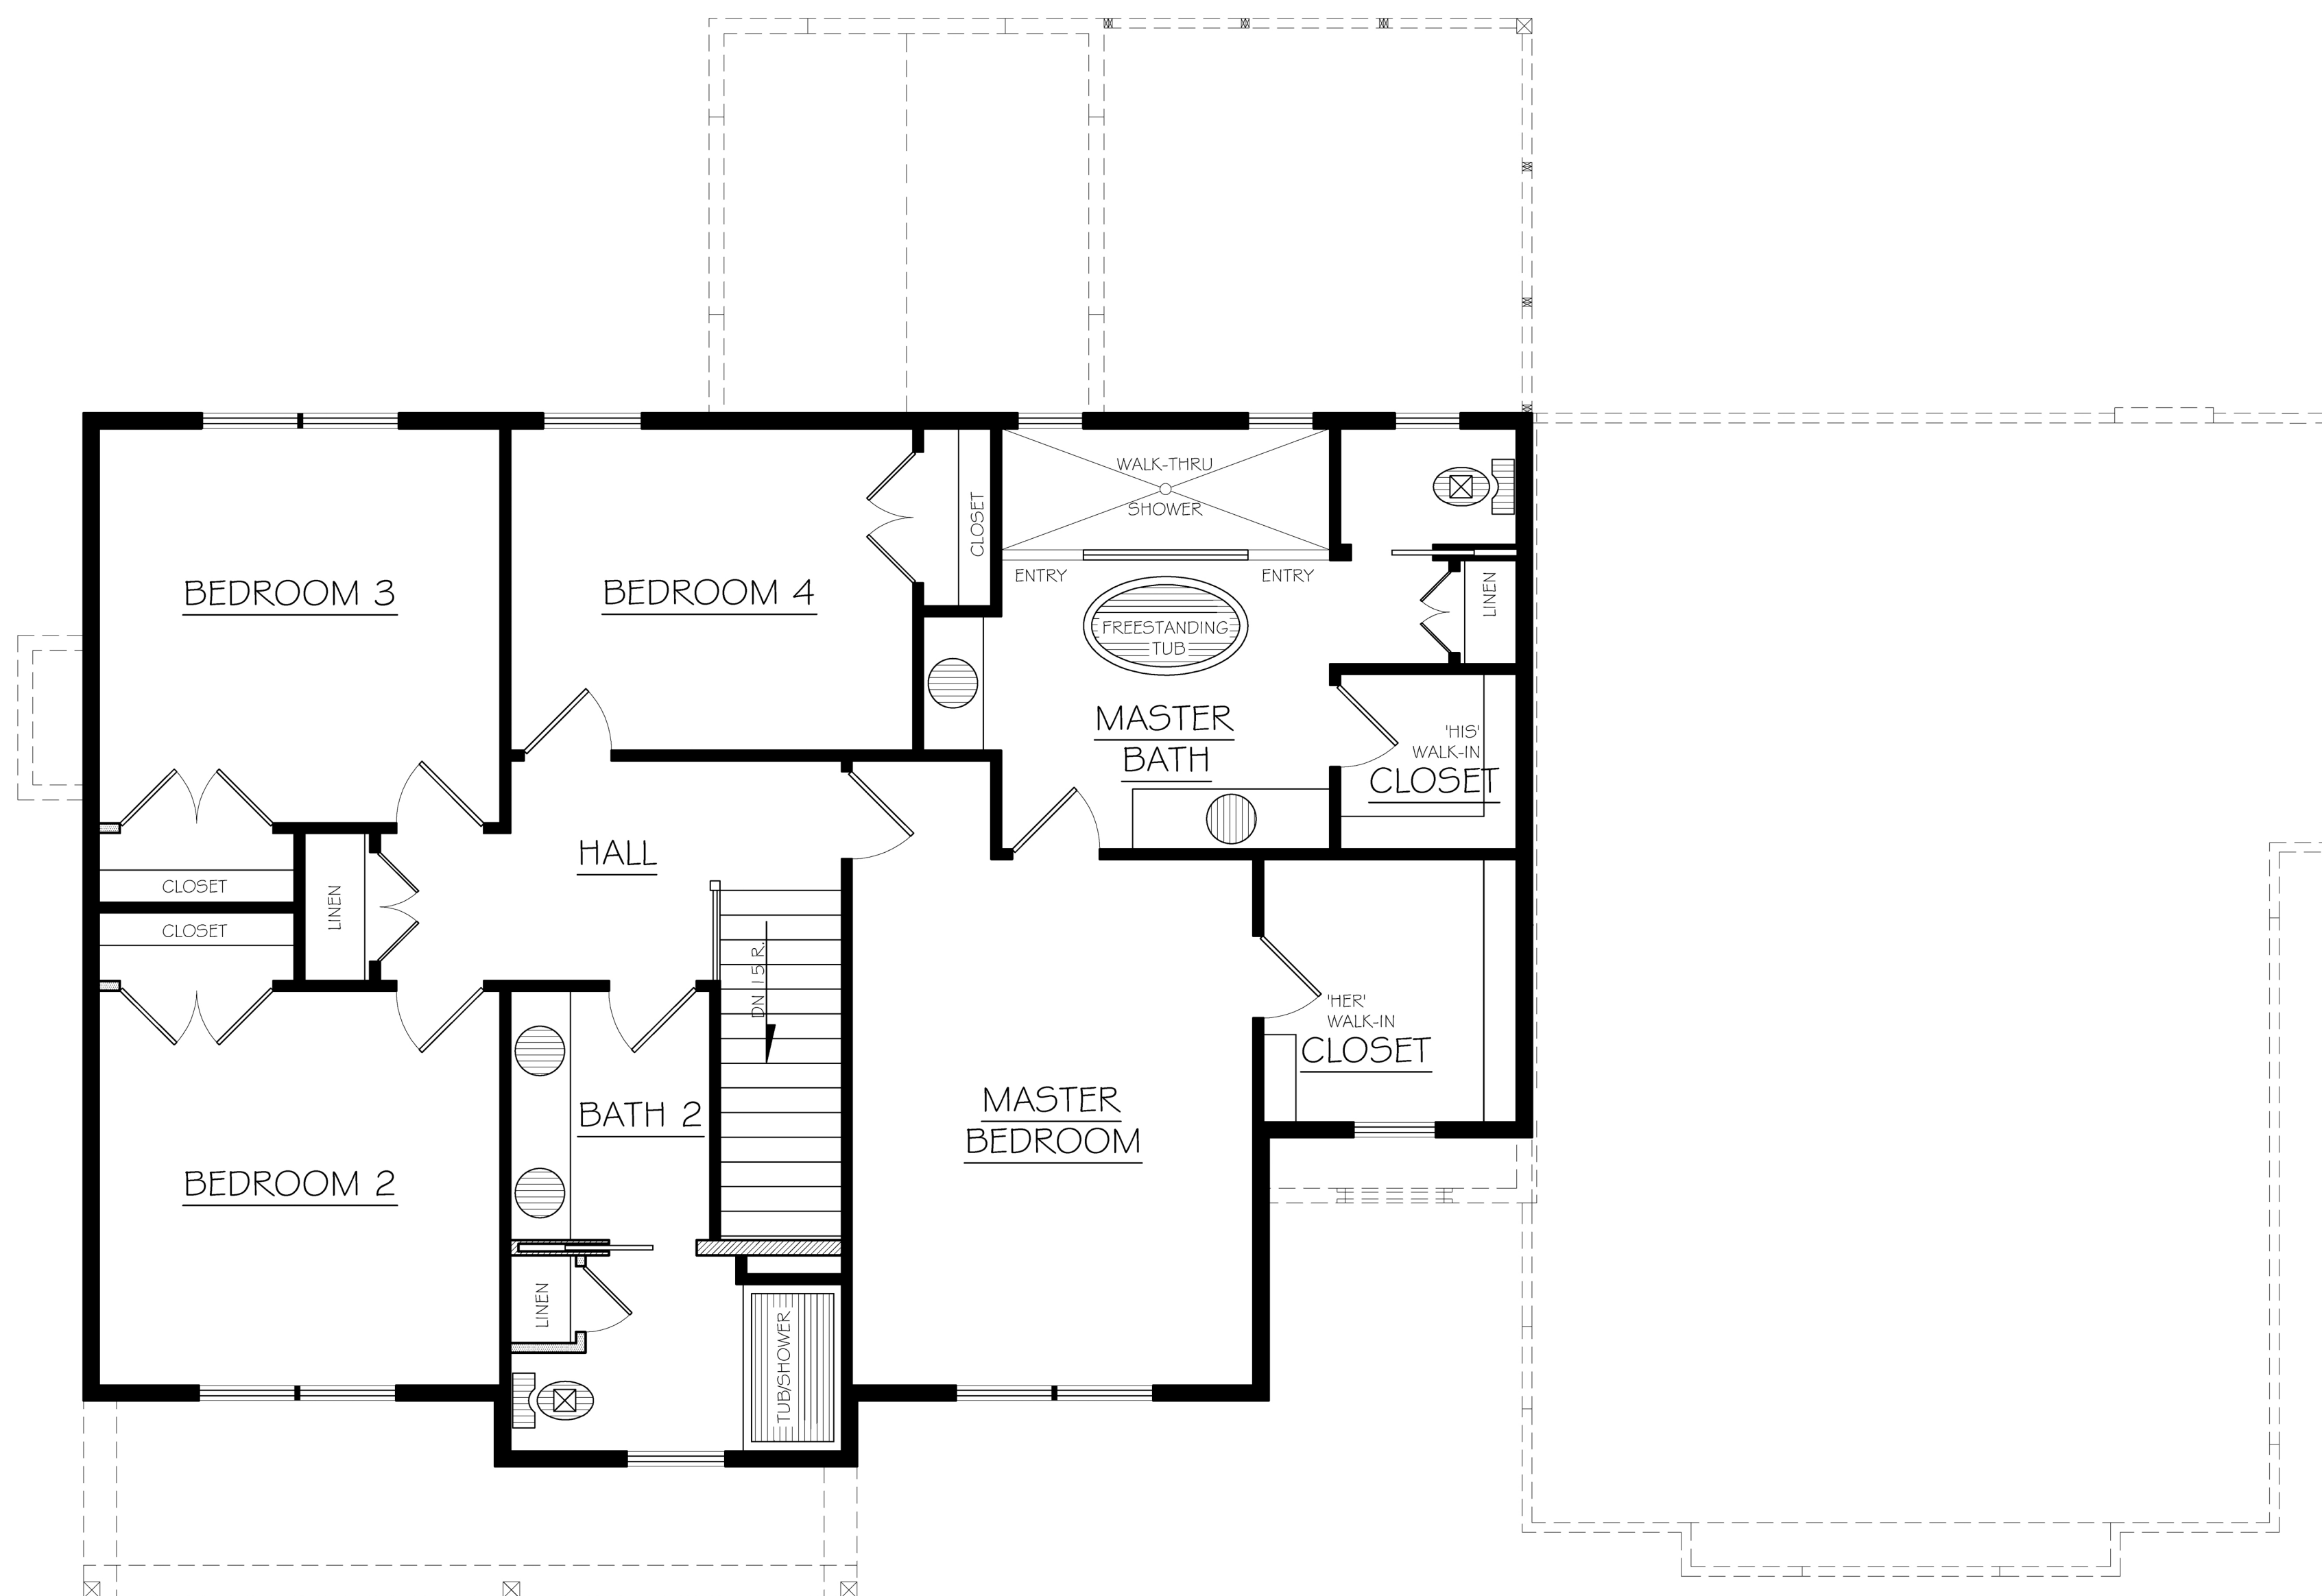 WALK-THRU
SHOWER
CLOSET
ENTRY
ENTRY
LINEN
BEDROOM 3
BEDROOM 4
FREESTANDING
TUB
MASTER
BATH
'HIS'
WALK-IN
CLOSET
HALL
CLOSET
LINEN
CLOSET
DN 15 R.
'HER'
WALK-IN
CLOSET
BATH 2
MASTER
BEDROOM
BEDROOM 2
LINEN
TUB/SHOWER